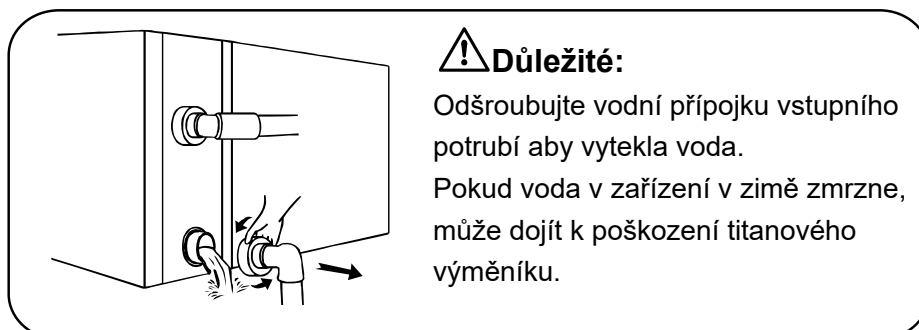 Důležité:
Odšroubujte vodní přípojku vstupního
potrubí aby vytekla voda.
Pokud voda v zařízení v zimě zmrzne,
může dojít k poškození titanového
výměníku.